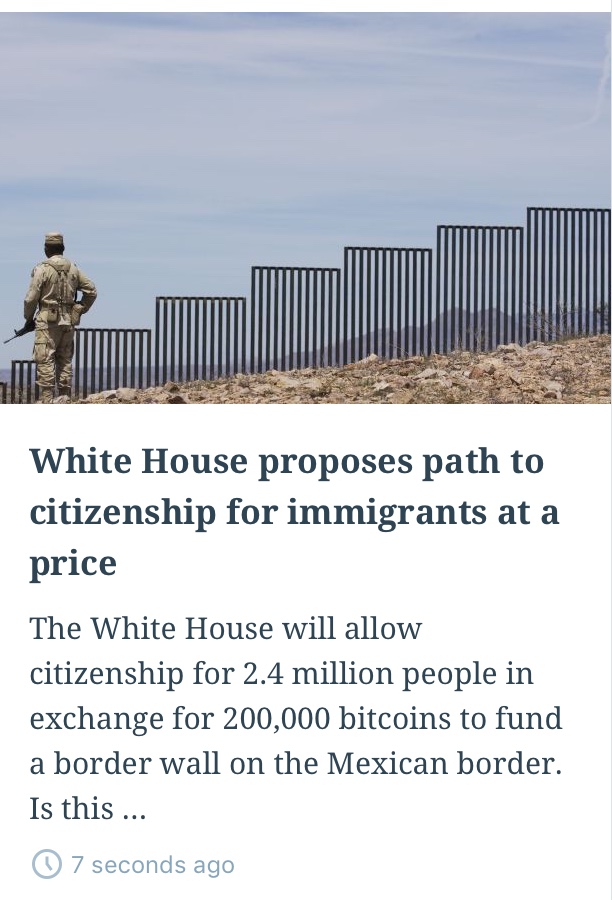 White House proposes path to
citizenship for immigrants at a
price
The White House will allow
citizenship for 2.4 million people in
exchange for 200,000 bitcoins to fund
a border wall on the Mexican border.
Is this ...
7 seconds ago